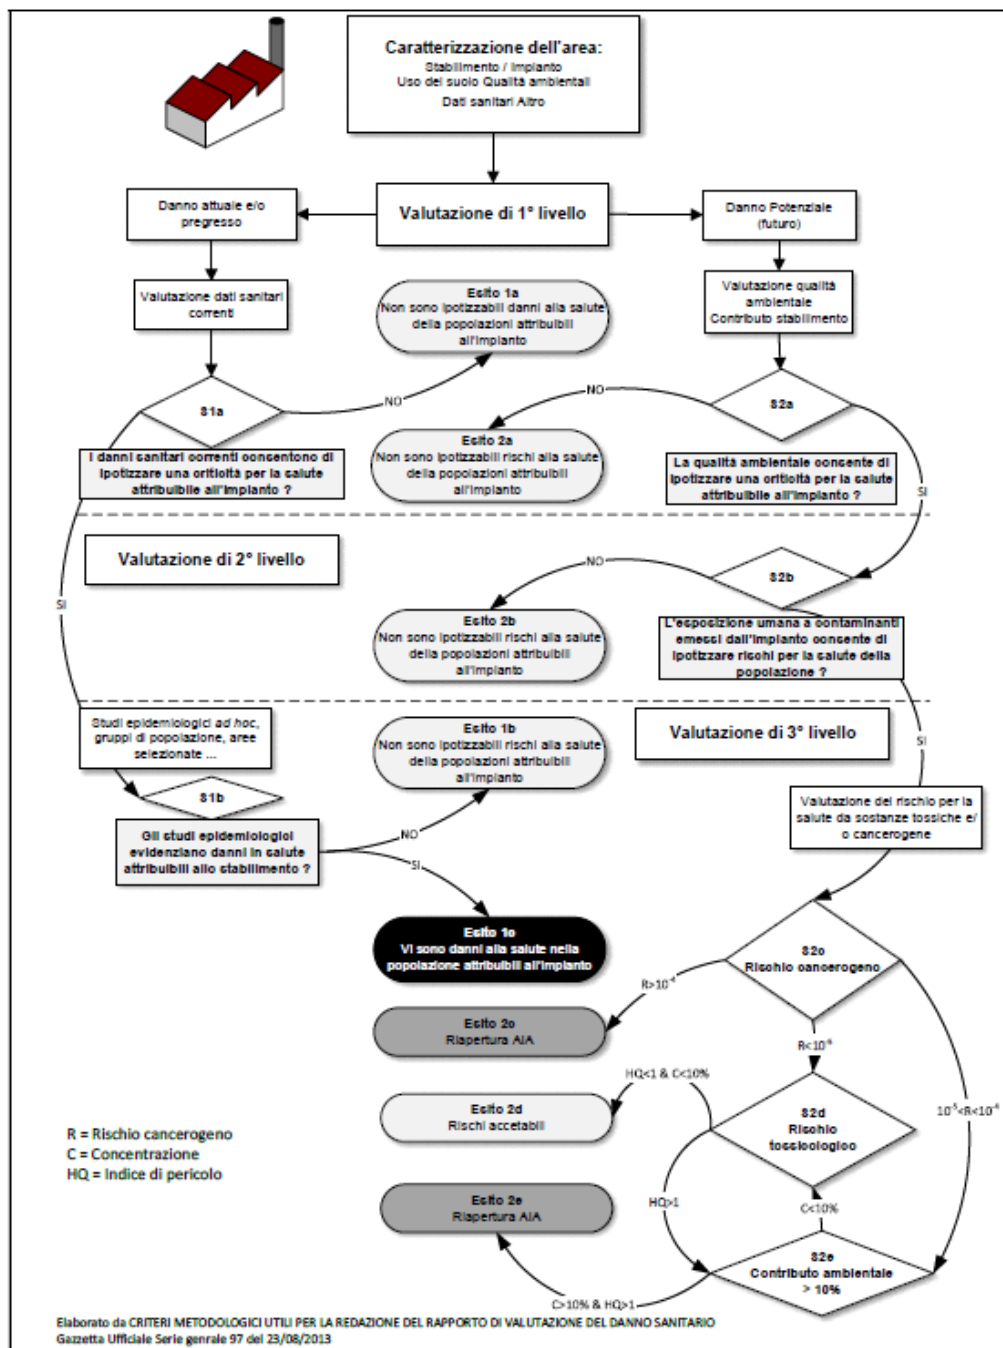 Caratterizzazione dell'area:
Stabilimento / Impianto
Uso del suolo Qualità ambientali
Dati sanitari Altro
Danno attuale e/o
pregresso
Valutazione di 1° livello
Danno Potenziale
(futuro)
Valutazione dati sanitari
correnti
Esito 1a
Non sono ipotizzabili danni alla salute
della popolazioni attribuibili
all'impianto
Valutazione qualità
ambientale
Contributo stabilimento
S1a
NO
NO
S2a
I danni sanitari correnti consentono di
ipotizzare una criticità per la salute
attribuibile all'impianto ?
Esito 2a
Non sono ipotizzabili rischi alla salute
della popolazioni attribuibili
all'impianto
La qualità ambientale consente di
ipotizzare una criticità per la salute
attribuibile all'impianto ?
SI
Valutazione di 2° livello
NO
S2b
SI
Esito 2b
Non sono ipotizzabili rischi alla salute
della popolazioni attribuibili
all'impianto
L'esposizione umana a contaminanti
emessi dall'impianto consente di
ipotizzare rischi per la salute della
popolazione ?
Studi epidemiologici ad hoc,
gruppi di popolazione, aree
selezionate ...
Esito 1b
Non sono ipotizzabili rischi alla salute
della popolazioni attribuibili
all'impianto
Valutazione di 3° livello
SI
S1b
NO
Gli studi epidemiologici
evidenziano danni in salute
attribuibili allo stabilimento ?
SI
Valutazione del rischio per la
salute da sostanze tossiche e/
o cancerogene
Esito 1c
Vi sono danni alla salute nella
popolazione attribuibili all'impianto
S2c
Rischio cancerogeno
R>10⁻⁴
Esito 2c
Riapertura AIA
R<10⁻⁶
HQ<1 & C<10%
Esito 2d
Rischi accetabili
S2d
Rischio
tossicologico
10⁻⁵<R<10⁻⁴
R = Rischio cancerogeno
C = Concentrazione
HQ = Indice di pericolo
Esito 2e
Riapertura AIA
HQ>1
C<10%
S2e
Contributo ambientale
> 10%
C>10% & HQ>1
Elaborato da CRITERI METODOLOGICI UTILI PER LA REDAZIONE DEL RAPPORTO DI VALUTAZIONE DEL DANNO SANITARIO
Gazzetta Ufficiale Serie genrale 97 del 23/08/2013